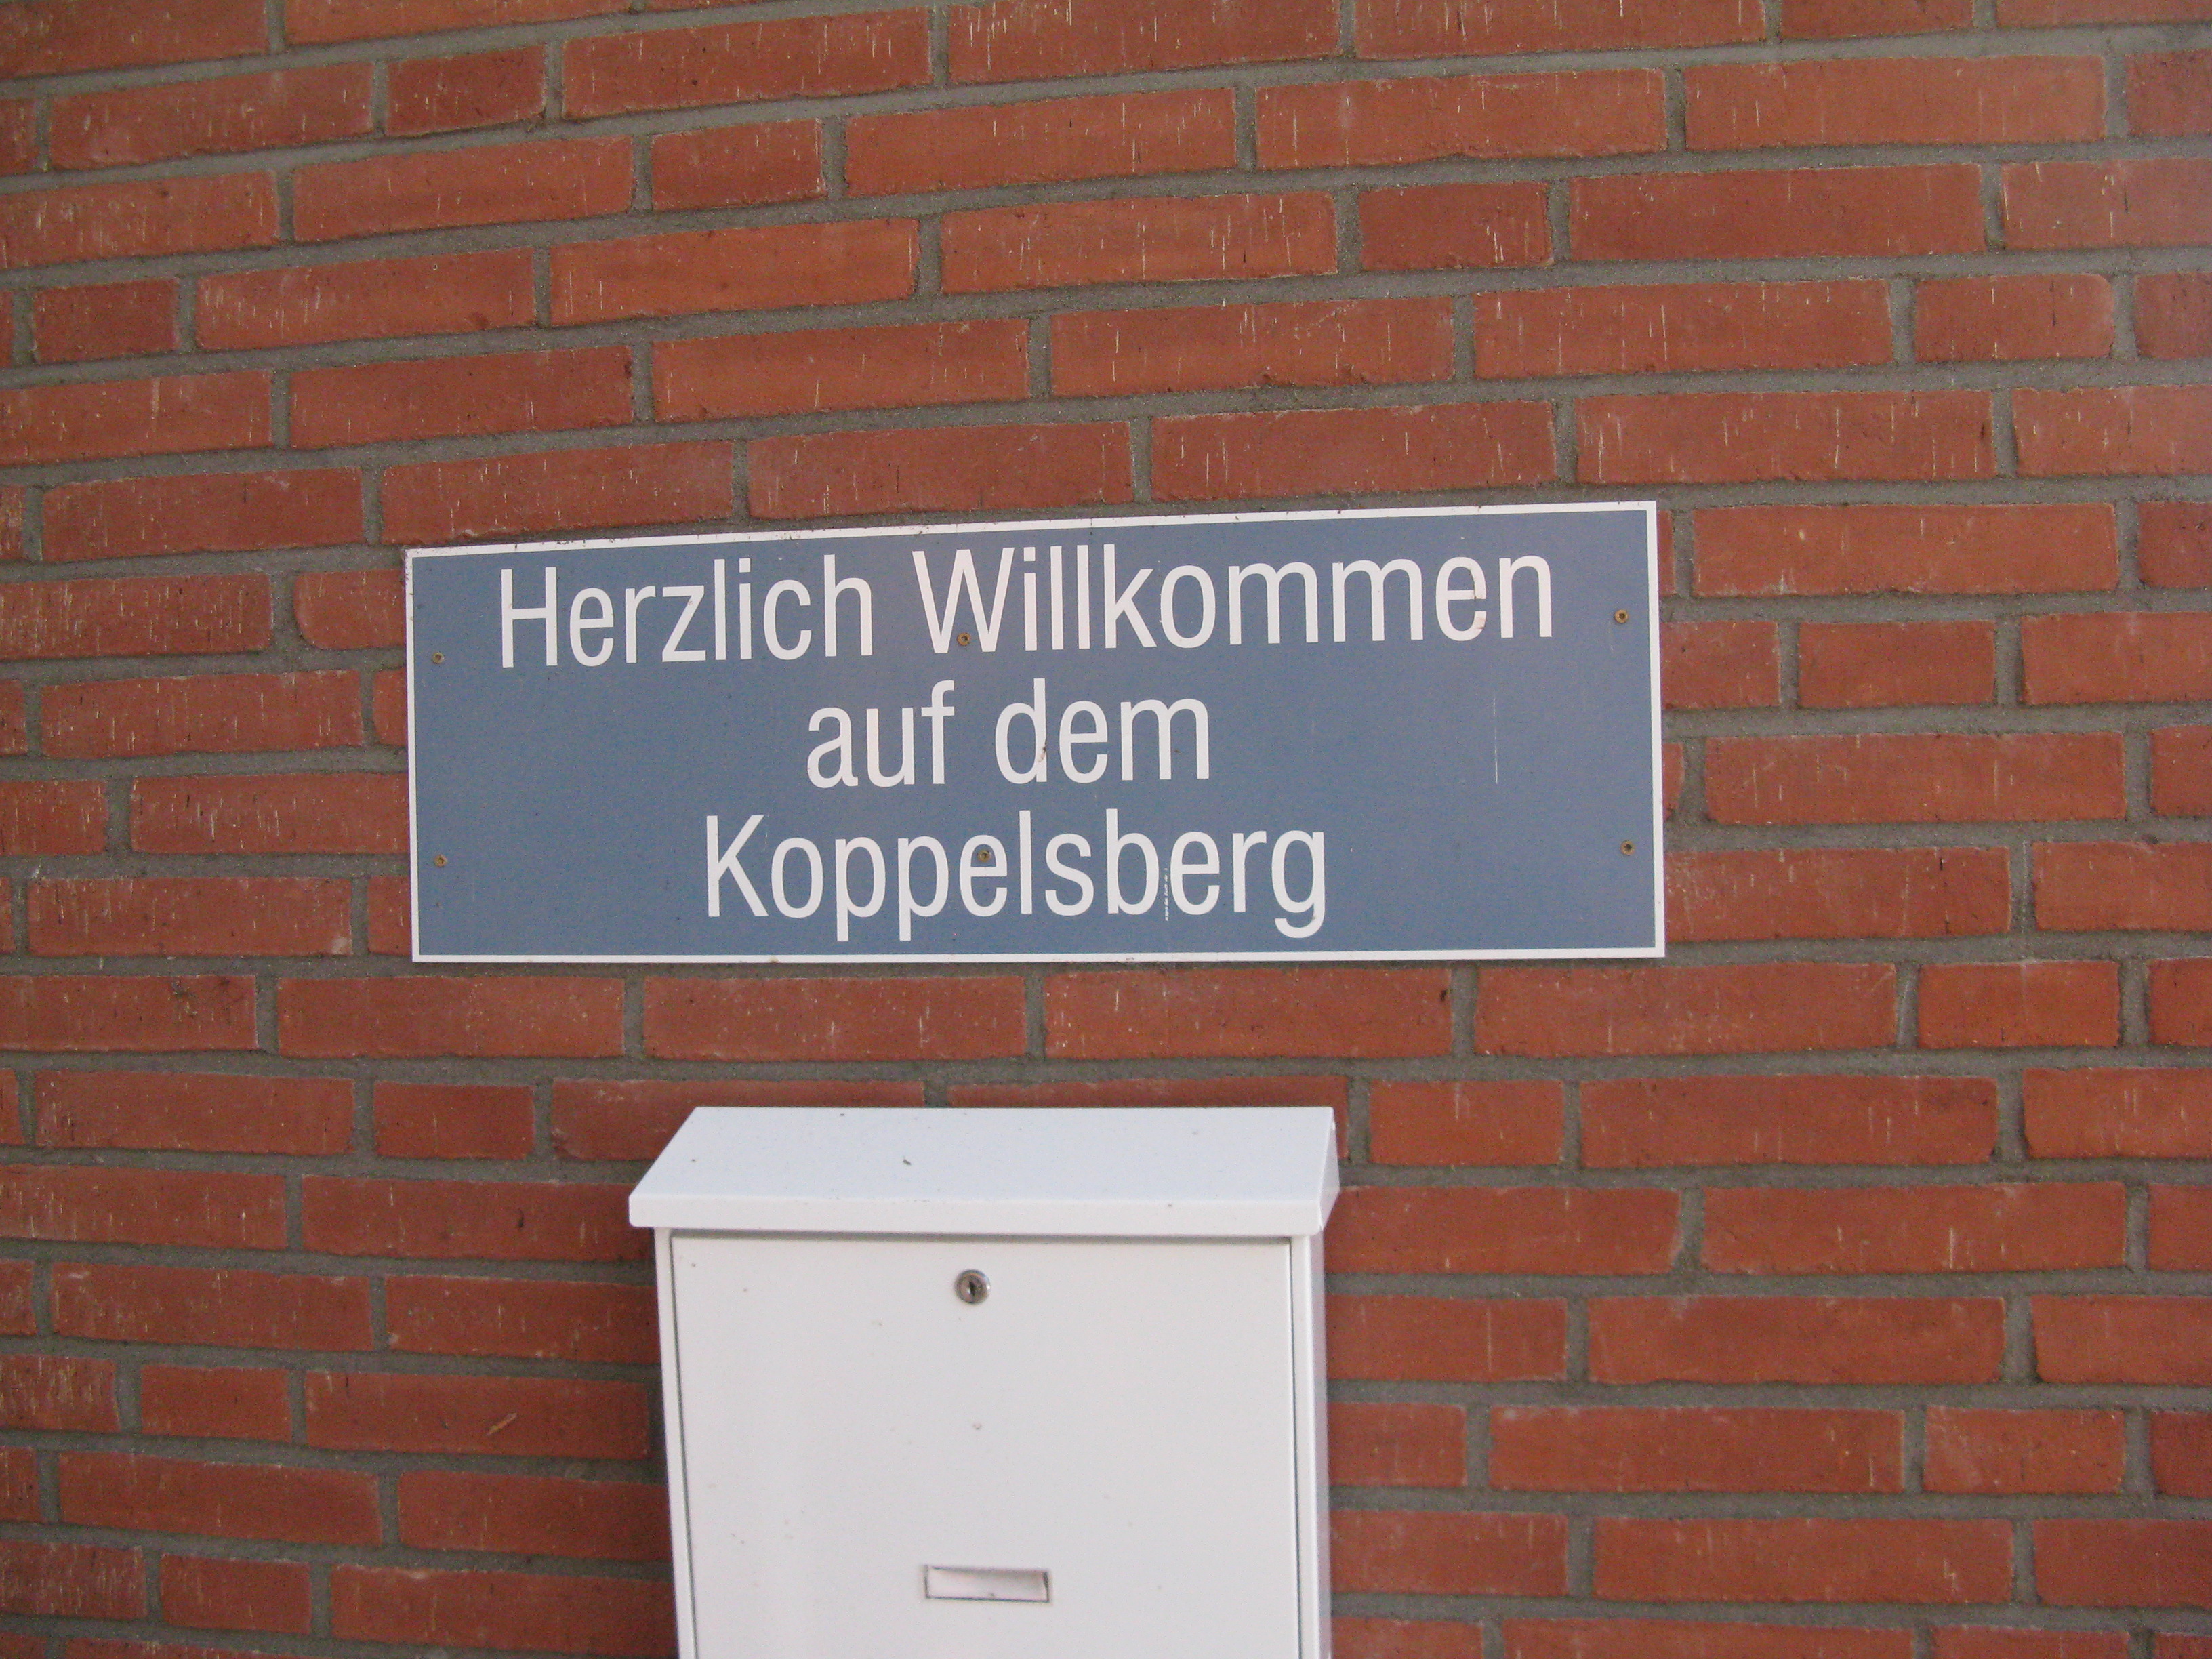 Herzlich Willkommen
auf dem
Koppelsberg